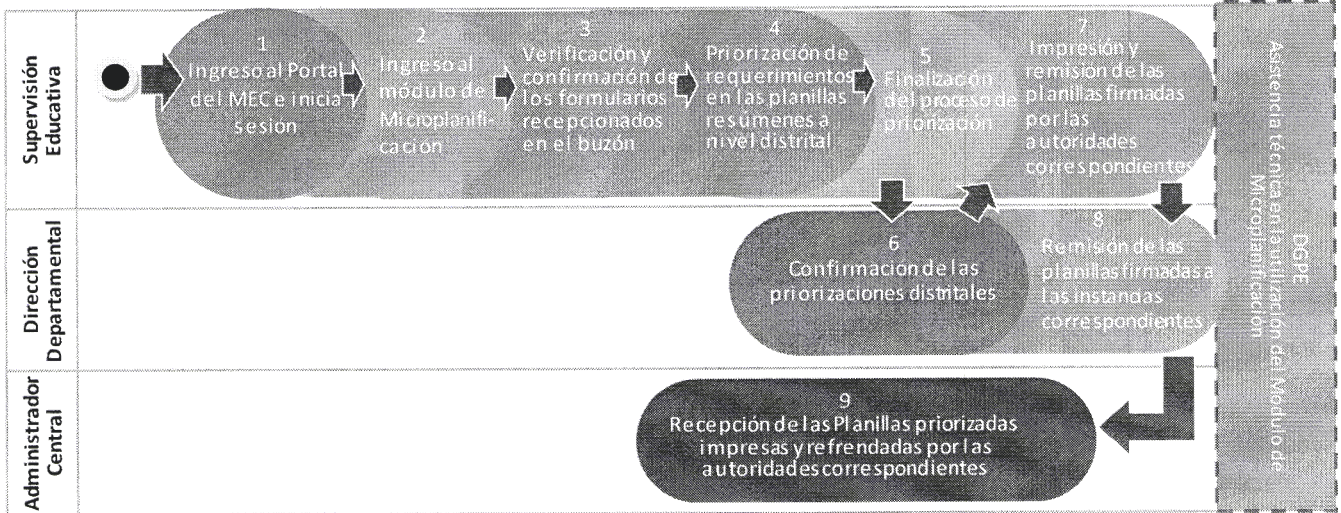 Supervisión
Educativa
1
Ingreso al Portal
del MEC e inicia
sesión
2
Ingreso al
módulo de
Microplanifi-
cación
3
Verificación y
confirmación de
los formularios
recepcionados
en el buzón
4
Priorización de
requerimientos
en las planillas
resúmenes a
nivel distrital
5
Finalización
del proceso de
priorización
7
Impresión y
remisión de las
planillas firmadas
por las
autoridades
correspondientes
Dirección
Departamental
6
Confirmación de las
priorizaciones distritales
8
Remisión de las
planillas firmadas a
las instancias
correspondientes
Administrador
Central
9
Recepción de las Planillas priorizadas
impresas y refrendadas por las
autoridades correspondientes
DGPE
Asistencia técnica en la utilización del Modulo de
Microplanificación